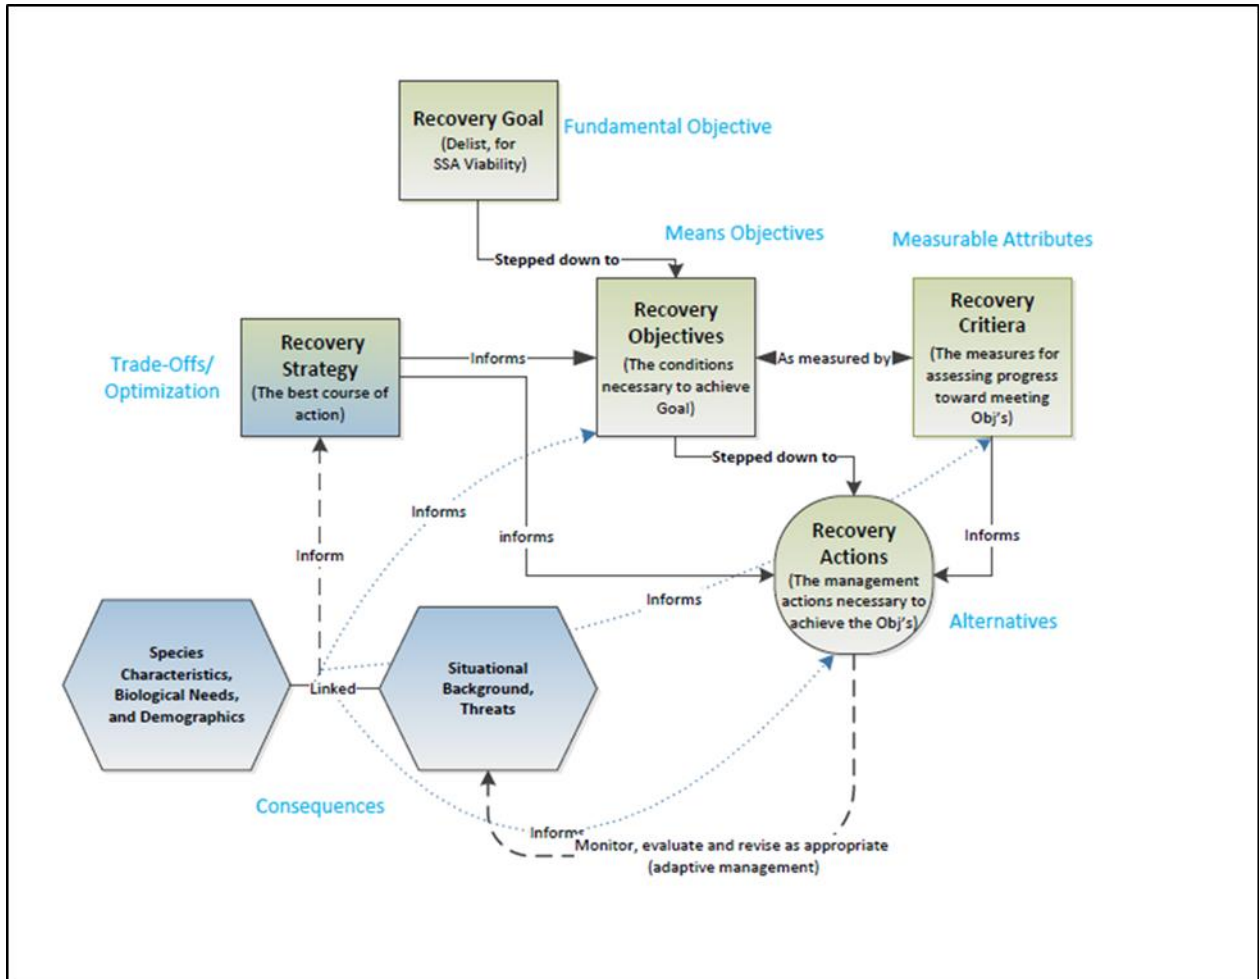 Recovery Goal
(Delist, for
SSA Viability)
Fundamental Objective
Stepped down to
Means Objectives
Measurable Attributes
Recovery
Objectives
(The conditions
necessary to achieve
Goal)
As measured by
Recovery
Critiera
(The measures for
assessing progress
toward meeting
Obj's)
Trade-Offs/
Optimization
Recovery
Strategy
(The best course of
action)
Informs
Stepped down to
Informs
informs
Informs
Inform
Recovery
Actions
(The management
actions necessary to
achieve the Obj's)
Informs
Alternatives
Species
Characteristics,
Biological Needs,
and Demographics
Linked
Situational
Background,
Threats
Consequences
Informs
Monitor, evaluate and revise as appropriate
(adaptive management)